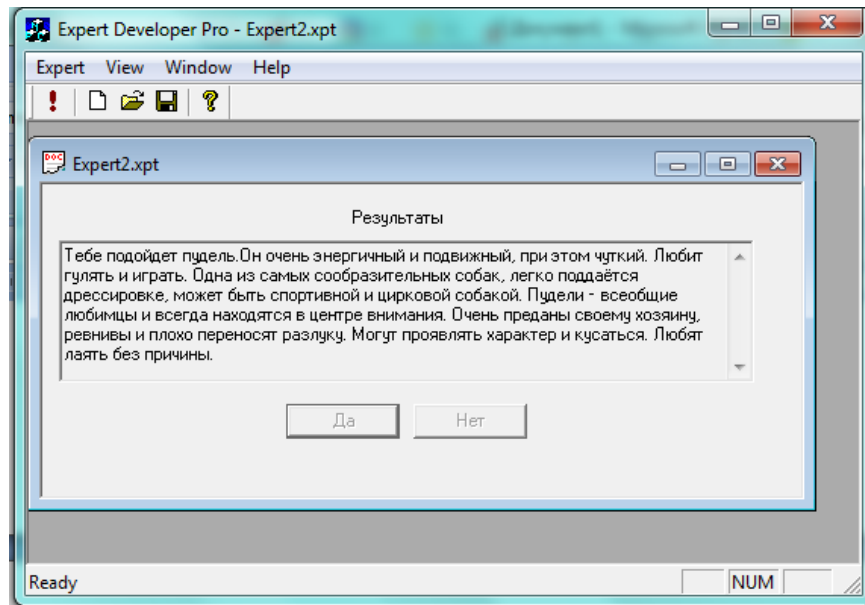 Expert Developer Pro - Expert2.xpt
Expert View Window Help
DOC Expert2.xpt
Результаты
Тебе подойдет пудель.Он очень энергичный и подвижный, при этом чуткий. Любит
гулять и играть. Одна из самых сообразительных собак, легко поддаётся
дрессировке, может быть спортивной и цирковой собакой. Пудели - всеобщие
любимцы и всегда находятся в центре внимания. Очень преданы своему хозяину,
ревнивы и плохо переносят разлуку. Могут проявлять характер и кусаться. Любят
лаять без причины.
Да Нет
Ready NUM